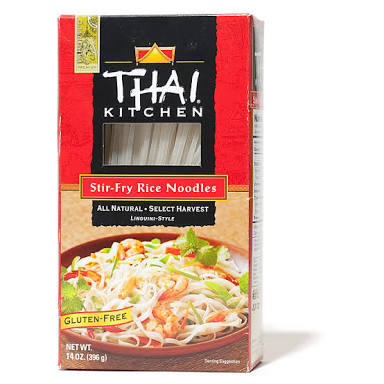 THAI
KITCHEN
Stir-Fry Rice Noodles
ALL NATURAL • SELECT HARVEST
LINGUINI-STYLE
GLUTEN-FREE
NET WT.
14 OZ. (396 g)
Serving Suggestion